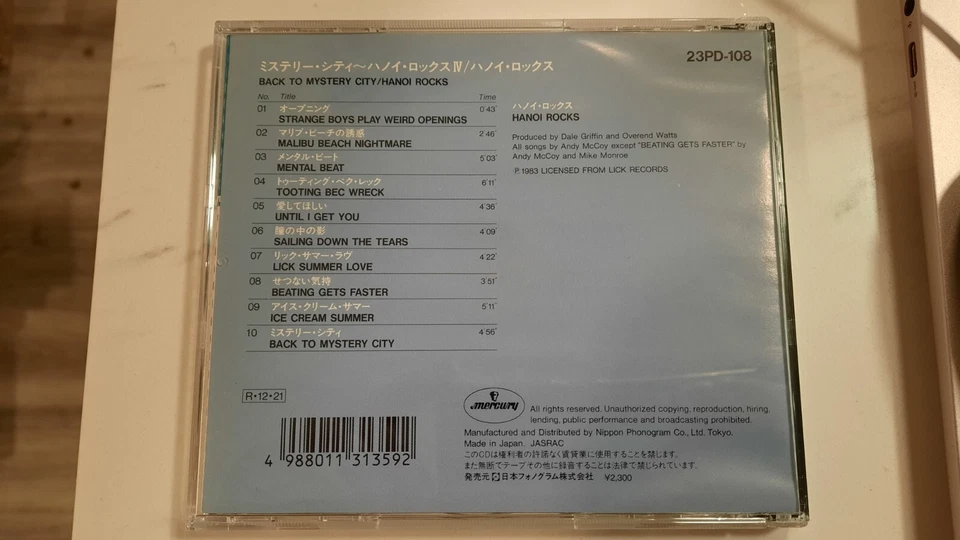 23PD-108
ミステリー・シティ〜ハノイ・ロックスⅣ/ハノイ・ロックス
BACK TO MYSTERY CITY/HANOI ROCKS
No. Title Time
01 オープニング 0'43"
STRANGE BOYS PLAY WEIRD OPENINGS
02 マリブ・ビーチの誘惑 2'46"
MALIBU BEACH NIGHTMARE
03 メンタル・ビート 5'03"
MENTAL BEAT
04 トゥーティング・ベク・レック 6'11"
TOOTING BEC WRECK
05 愛してほしい 4'36"
UNTIL I GET YOU
06 瞳の中の影 4'09"
SAILING DOWN THE TEARS
07 リック・サマー・ラヴ 4'22"
LICK SUMMER LOVE
08 せつない気持 3'51"
BEATING GETS FASTER
09 アイス・クリーム・サマー 5'11"
ICE CREAM SUMMER
10 ミステリー・シティ 4'56"
BACK TO MYSTERY CITY
ハノイ・ロックス
HANOI ROCKS
Produced by Dale Griffin and Overend Watts
All songs by Andy McCoy except "BEATING GETS FASTER" by
Andy McCoy and Mike Monroe
℗ 1983 LICENSED FROM LICK RECORDS
R・12・21
4 988011 313592
mercury
All rights reserved. Unauthorized copying, reproduction, hiring,
lending, public performance and broadcasting prohibited.
Manufactured and Distributed by Nippon Phonogram Co., Ltd. Tokyo.
Made in Japan. JASRAC
このCDは権利者の許諾なく賃貸業に使用することを禁じます。
また無断でテープその他に録音することは法律で禁じられています。
発売元 日本フォノグラム株式会社 ¥2,300